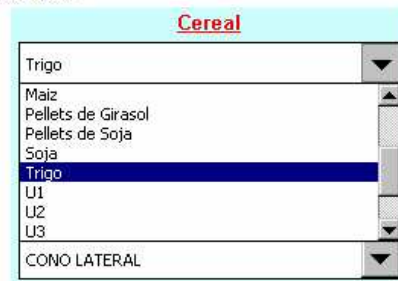 Cereal
Trigo
Maiz
Pellets de Girasol
Pellets de Soja
Soja
Trigo
U1
U2
U3
CONO LATERAL